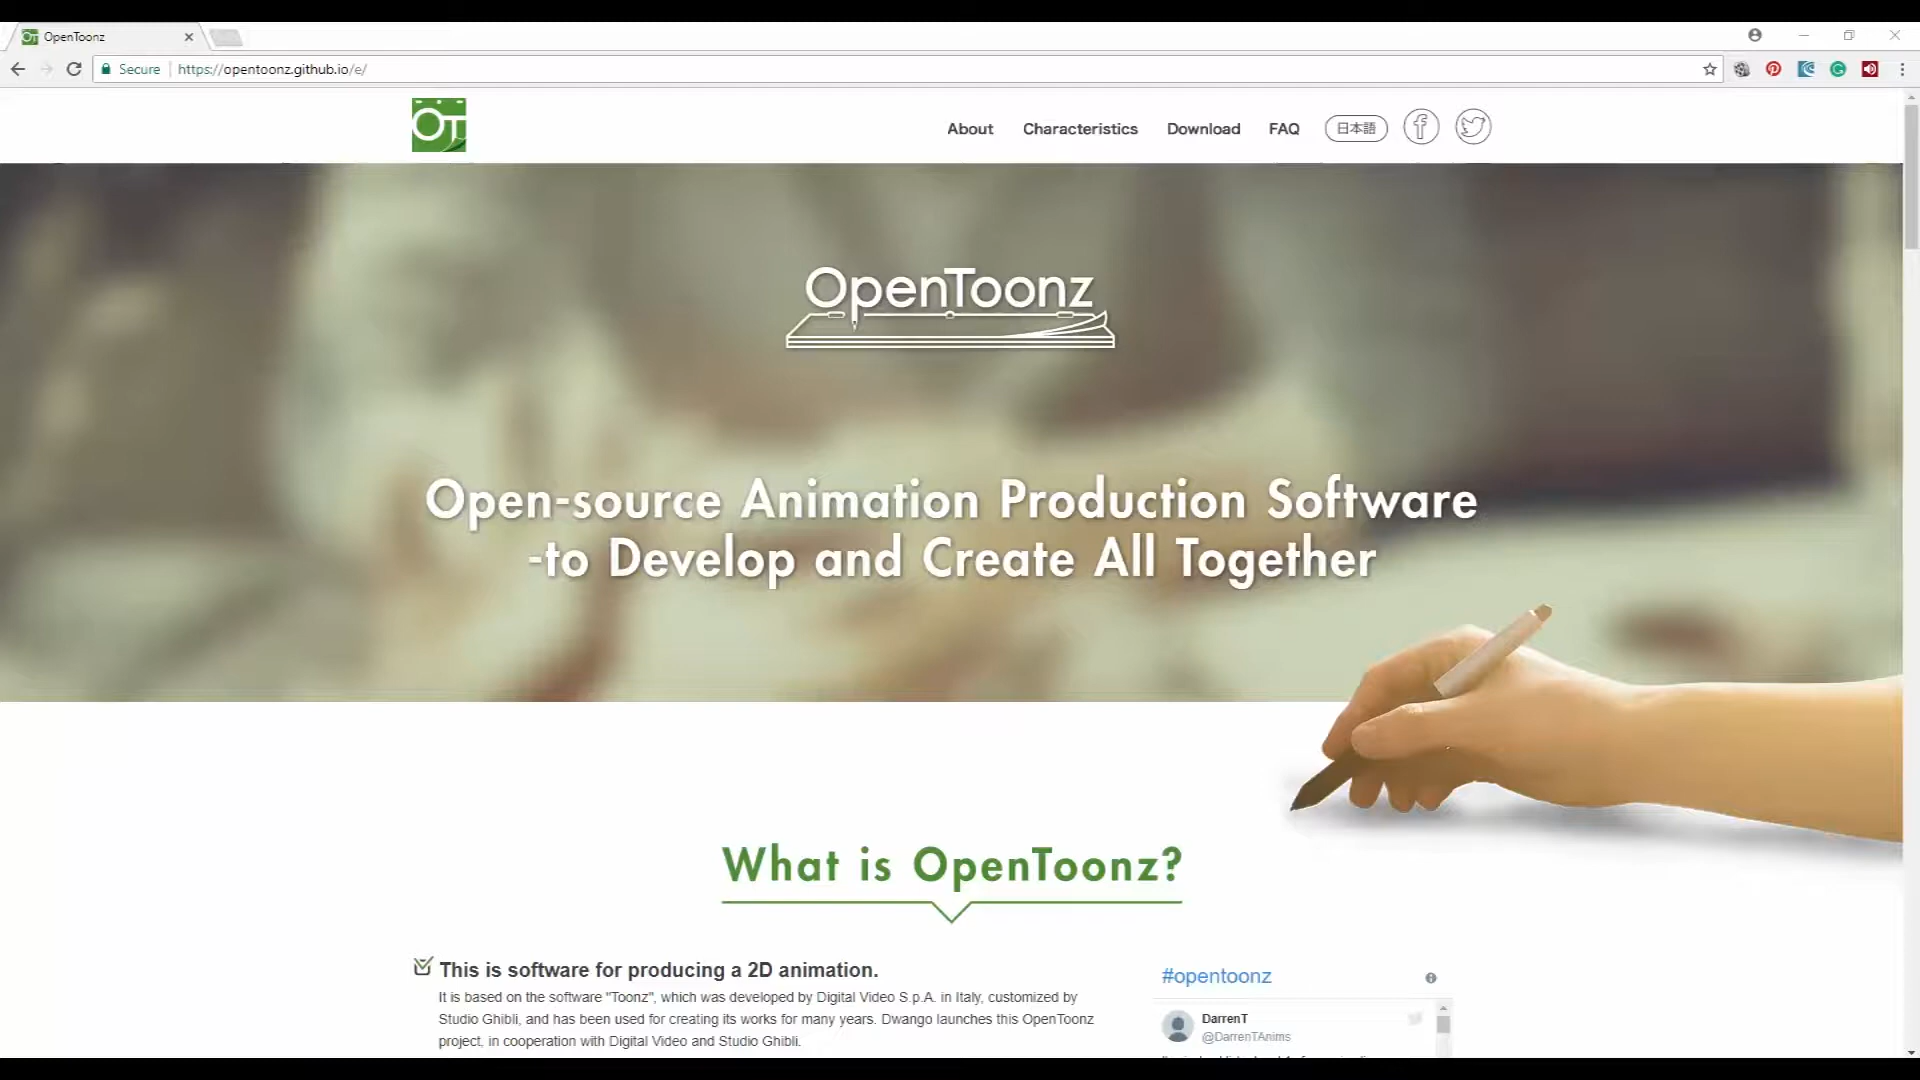 OpenToonz
Secure https://opentoonz.github.io/e/
OT
About Characteristics Download FAQ 日本語
OpenToonz
Open-source Animation Production Software
-to Develop and Create All Together
What is OpenToonz?
This is software for producing a 2D animation.
It is based on the software "Toonz", which was developed by Digital Video S.p.A. in Italy, customized by
Studio Ghibli, and has been used for creating its works for many years. Dwango launches this OpenToonz
project, in cooperation with Digital Video and Studio Ghibli.
#opentoonz
DarrenT
@DarrenTAnims